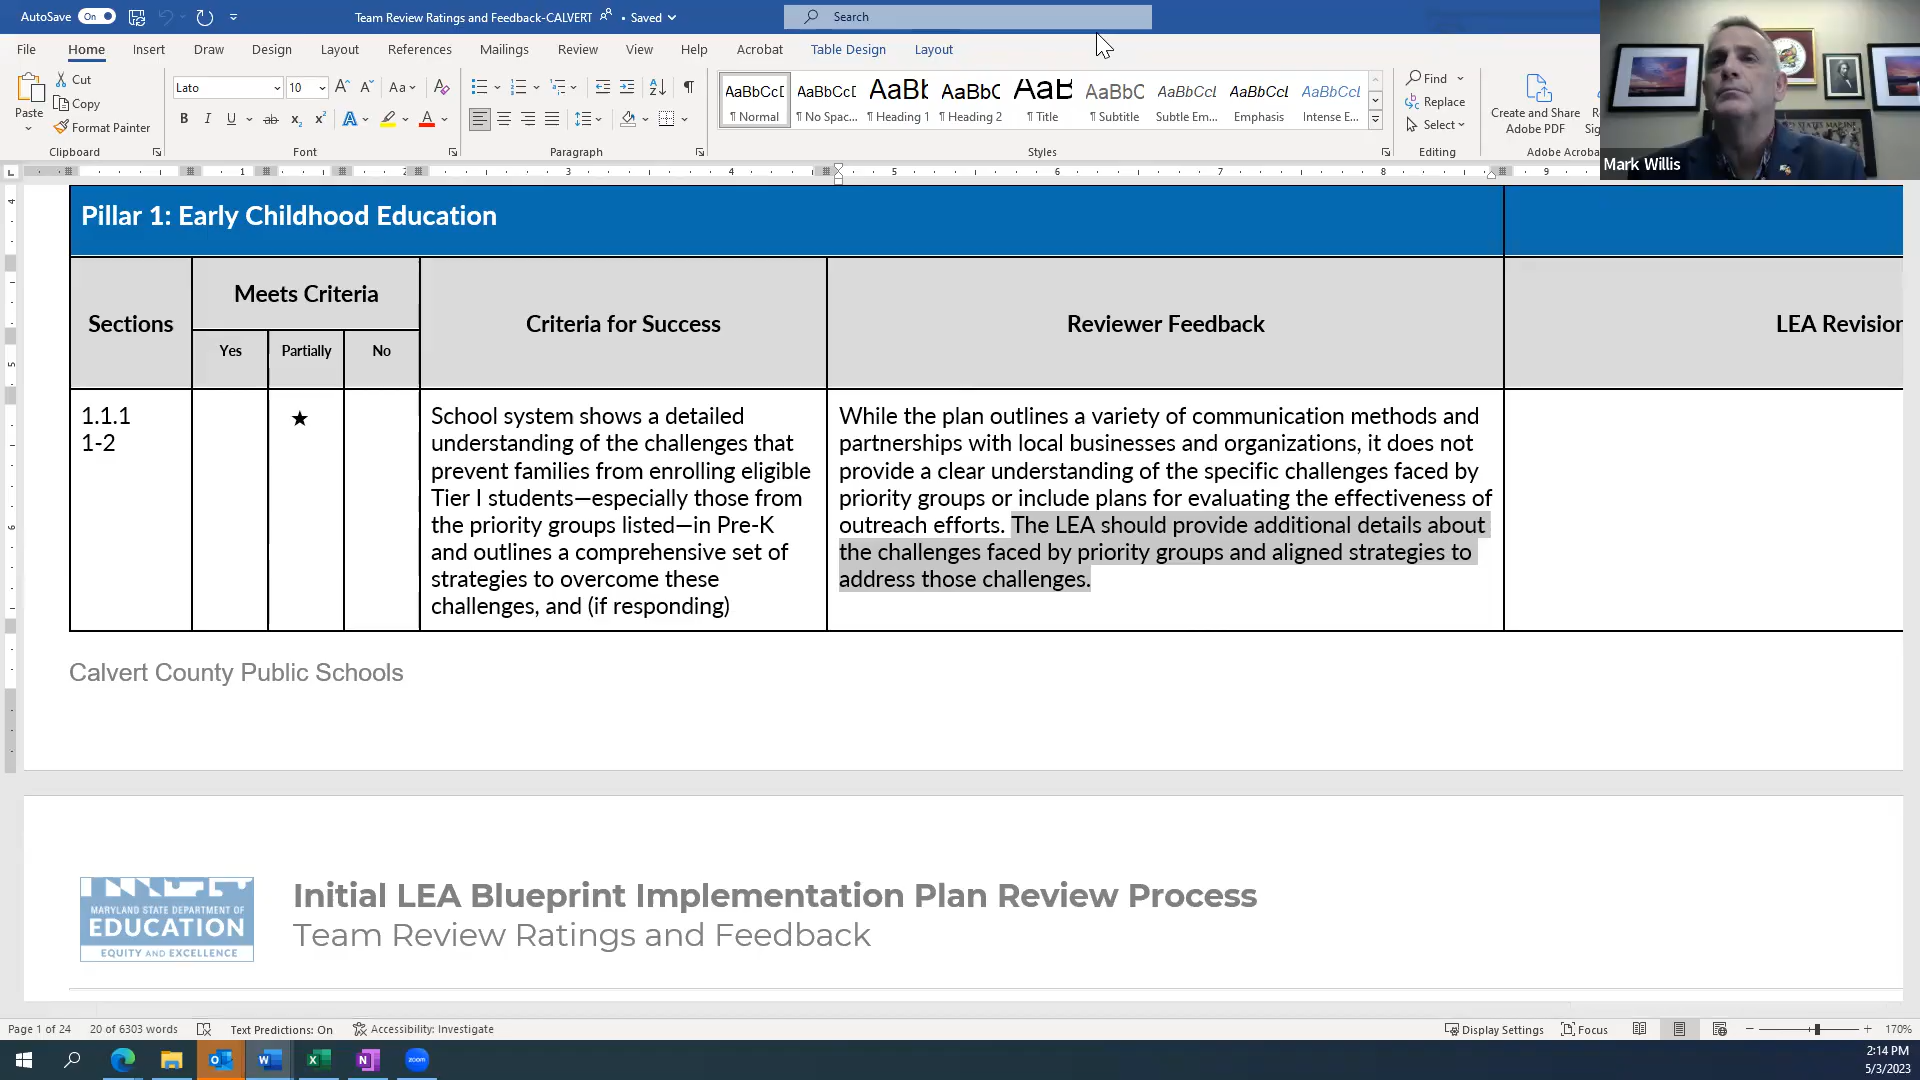 AutoSave On Team Review Ratings and Feedback-CALVERT • Saved Search
File Home Insert Draw Design Layout References Mailings Review View Help Acrobat Table Design Layout
Cut
Copy
Format Painter
Paste
Clipboard
Lato 10
Font
Paragraph
AaBbCcD AaBbCcD AaBb AaBbC AaB AaBbC AaBbCcL AaBbCcL AaBbCcL
¶ Normal ¶ No Spac... ¶ Heading 1 ¶ Heading 2 ¶ Title ¶ Subtitle Subtle Em... Emphasis Intense E...
Styles
Find
Replace
Select
Editing
Create and Share
Adobe PDF
Adobe Acroba
Mark Willis
Pillar 1: Early Childhood Education
Sections
Meets Criteria
Yes Partially No
Criteria for Success
Reviewer Feedback
LEA Revision
1.1.1
1-2
★
School system shows a detailed
understanding of the challenges that
prevent families from enrolling eligible
Tier I students—especially those from
the priority groups listed—in Pre-K
and outlines a comprehensive set of
strategies to overcome these
challenges, and (if responding)
While the plan outlines a variety of communication methods and
partnerships with local businesses and organizations, it does not
provide a clear understanding of the specific challenges faced by
priority groups or include plans for evaluating the effectiveness of
outreach efforts. The LEA should provide additional details about
the challenges faced by priority groups and aligned strategies to
address those challenges.
Calvert County Public Schools
MARYLAND STATE DEPARTMENT OF
EDUCATION
EQUITY AND EXCELLENCE
Initial LEA Blueprint Implementation Plan Review Process
Team Review Ratings and Feedback
Page 1 of 24 20 of 6303 words Text Predictions: On Accessibility: Investigate Display Settings Focus 170%
zoom
2:14 PM
5/3/2023